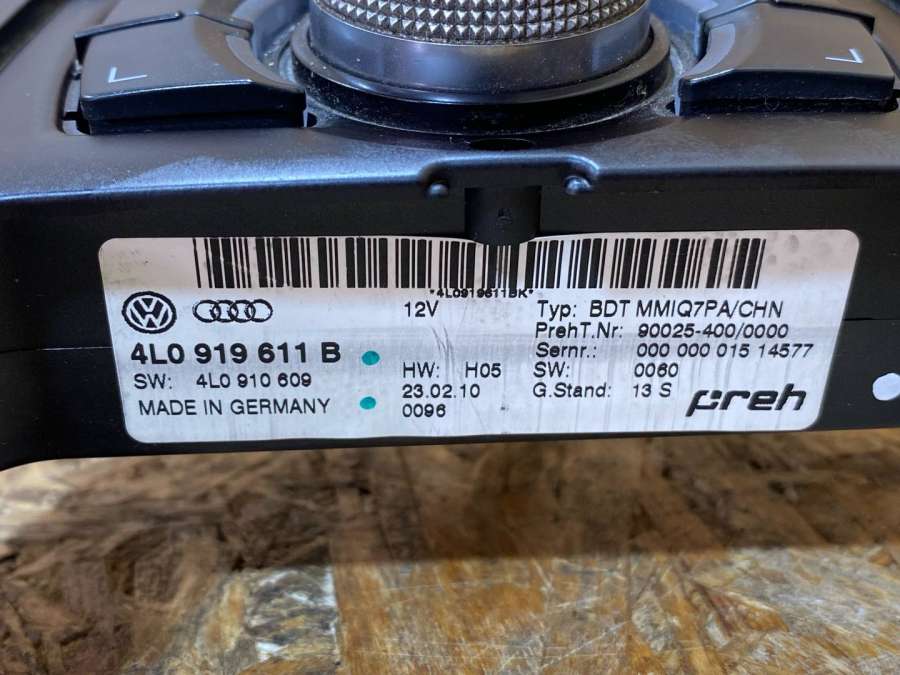 *4L0919611BK*
12V
4L0 919 611 B
SW: 4L0 910 609
MADE IN GERMANY
HW: H05
23.02.10
0096
Typ: BDT MMIQ7PA/CHN
PrehT.Nr: 90025-400/0000
Sernr.: 000 000 015 14577
SW: 0060
G.Stand: 13 S
preh